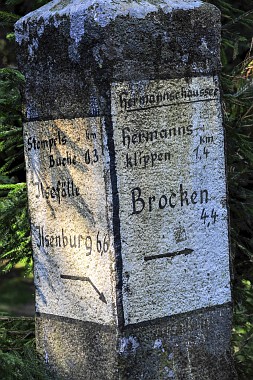 Stempels
Buche km 0,3
Ilsefälle
Ilsenburg 6,6
Hermannschaussee
Hermanns
klippen km 1,4
Brocken
4,4